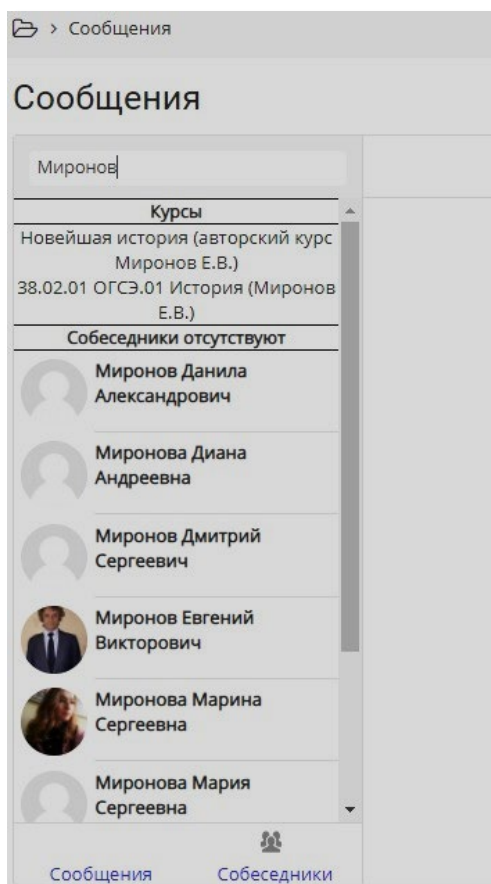 > Сообщения
Сообщения
Миронов
Курсы
Новейшая история (авторский курс
Миронов Е.В.)
38.02.01 ОГСЭ.01 История (Миронов
Е.В.)
Собеседники отсутствуют
Миронов Данила
Александрович
Миронова Диана
Андреевна
Миронов Дмитрий
Сергеевич
Миронов Евгений
Викторович
Миронова Марина
Сергеевна
Миронова Мария
Сергеевна
Сообщения Собеседники